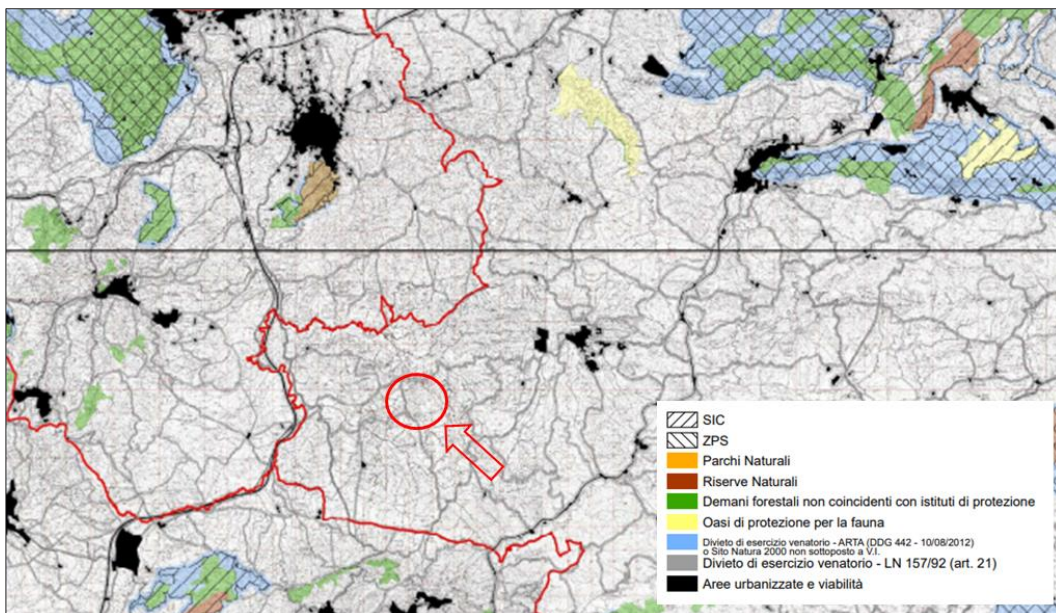 SIC
ZPS
Parchi Naturali
Riserve Naturali
Demani forestali non coincidenti con istituti di protezione
Oasi di protezione per la fauna
Divieto di esercizio venatorio - ARTA (DDG 442 - 10/08/2012)
o Sito Natura 2000 non sottoposto a V.I.
Divieto di esercizio venatorio - LN 157/92 (art. 21)
Aree urbanizzate e viabilità